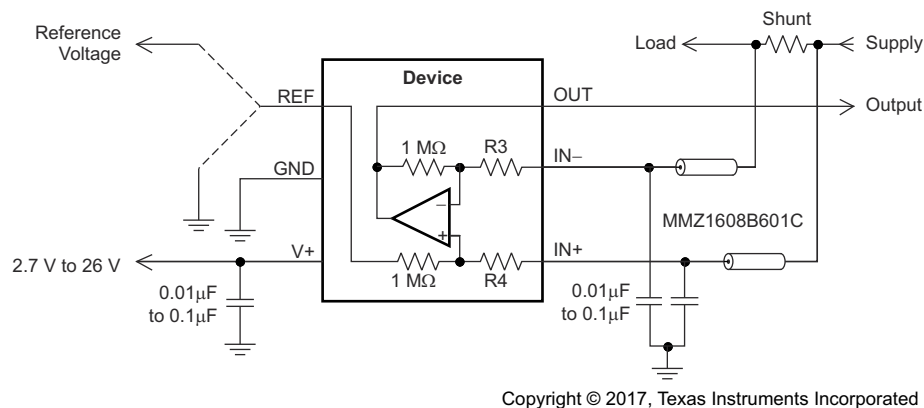 Shunt
Reference
Voltage
Load
Supply
Device
REF
OUT
Output
1 MΩ
R3
IN–
GND
–
+
MMZ1608B601C
V+
IN+
2.7 V to 26 V
1 MΩ
R4
0.01µF
to 0.1µF
0.01µF
to 0.1µF
Copyright © 2017, Texas Instruments Incorporated